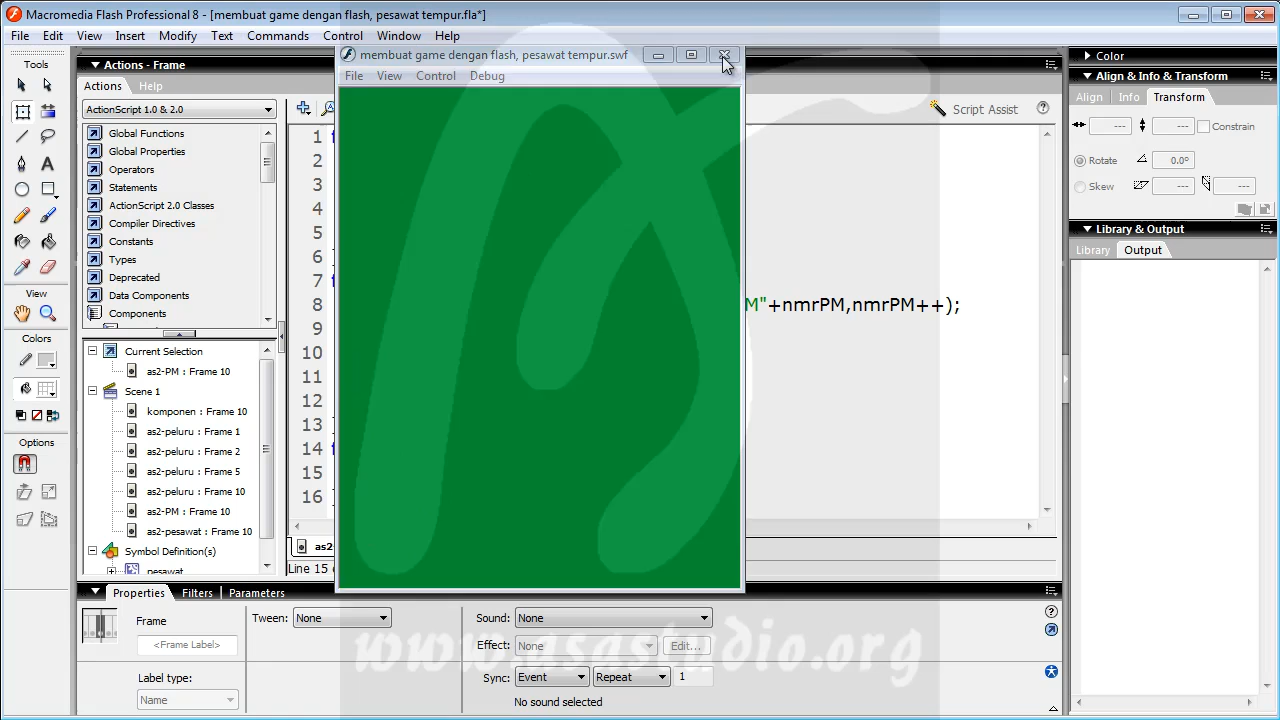 Macromedia Flash Professional 8 - [membuat game dengan flash, pesawat tempur.fla*]
File Edit View Insert Modify Text Commands Control Window Help
Tools
View
Colors
Options
Actions - Frame
Actions Help
ActionScript 1.0 & 2.0
Global Functions
Global Properties
Operators
Statements
ActionScript 2.0 Classes
Compiler Directives
Constants
Types
Deprecated
Data Components
Components
Current Selection
as2-PM : Frame 10
Scene 1
komponen : Frame 10
as2-peluru : Frame 1
as2-peluru : Frame 2
as2-peluru : Frame 5
as2-peluru : Frame 10
as2-PM : Frame 10
as2-pesawat : Frame 10
Symbol Definition(s)
pesawat
membuat game dengan flash, pesawat tempur.swf
File View Control Debug
Script Assist
1
2
3
4
5
6
7
8 M"+nmrPM,nmrPM++);
9
10
11
12
13
14
15
16
as2-
Line 15 o
Color
Align & Info & Transform
Align Info Transform
--- --- Constrain
Rotate 0.0°
Skew --- ---
Library & Output
Library Output
Properties Filters Parameters
Frame
<Frame Label>
Label type:
Name
Tween: None
Sound: None
Effect: None Edit...
Sync: Event Repeat 1
No sound selected
www.asastudio.org